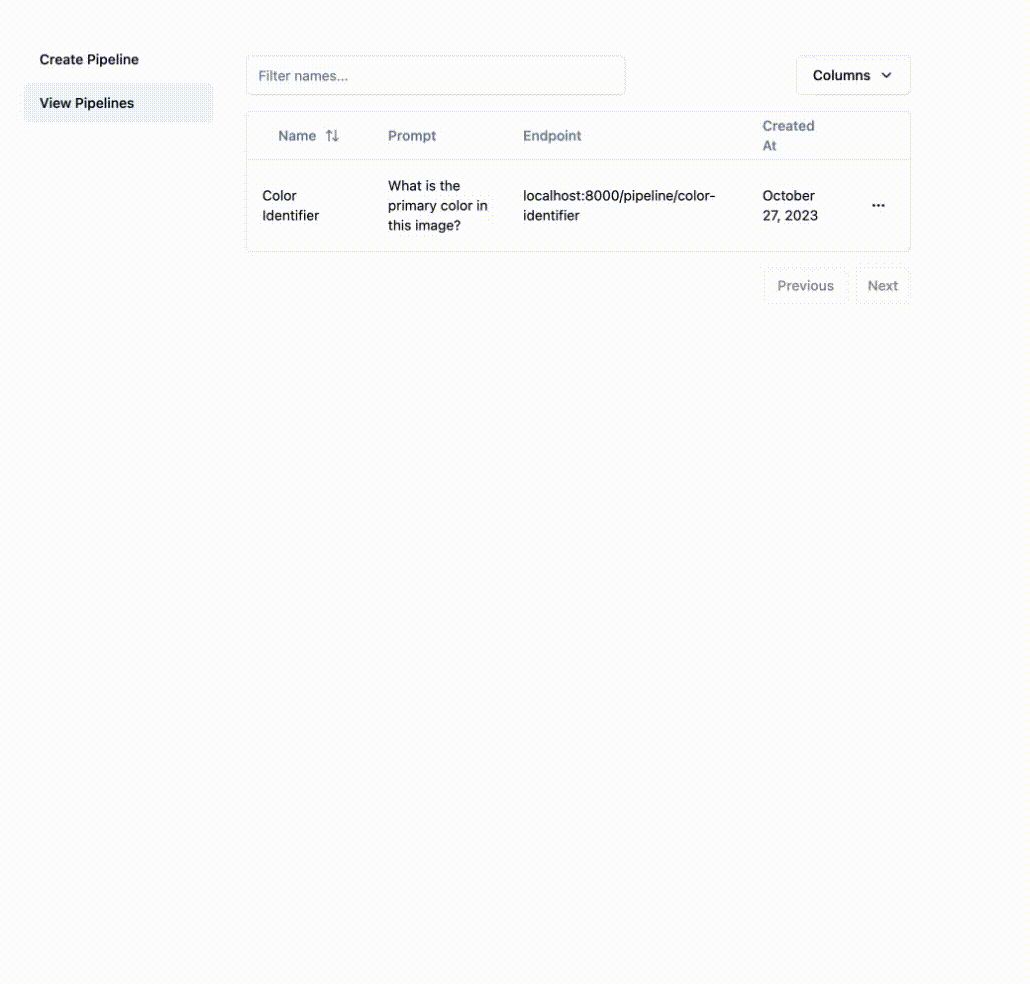 Create Pipeline
View Pipelines
Filter names...
Columns
Name
Prompt
Endpoint
Created
At
Color
Identifier
What is the
primary color in
this image?
localhost:8000/pipeline/color-
identifier
October
27, 2023
...
Previous
Next